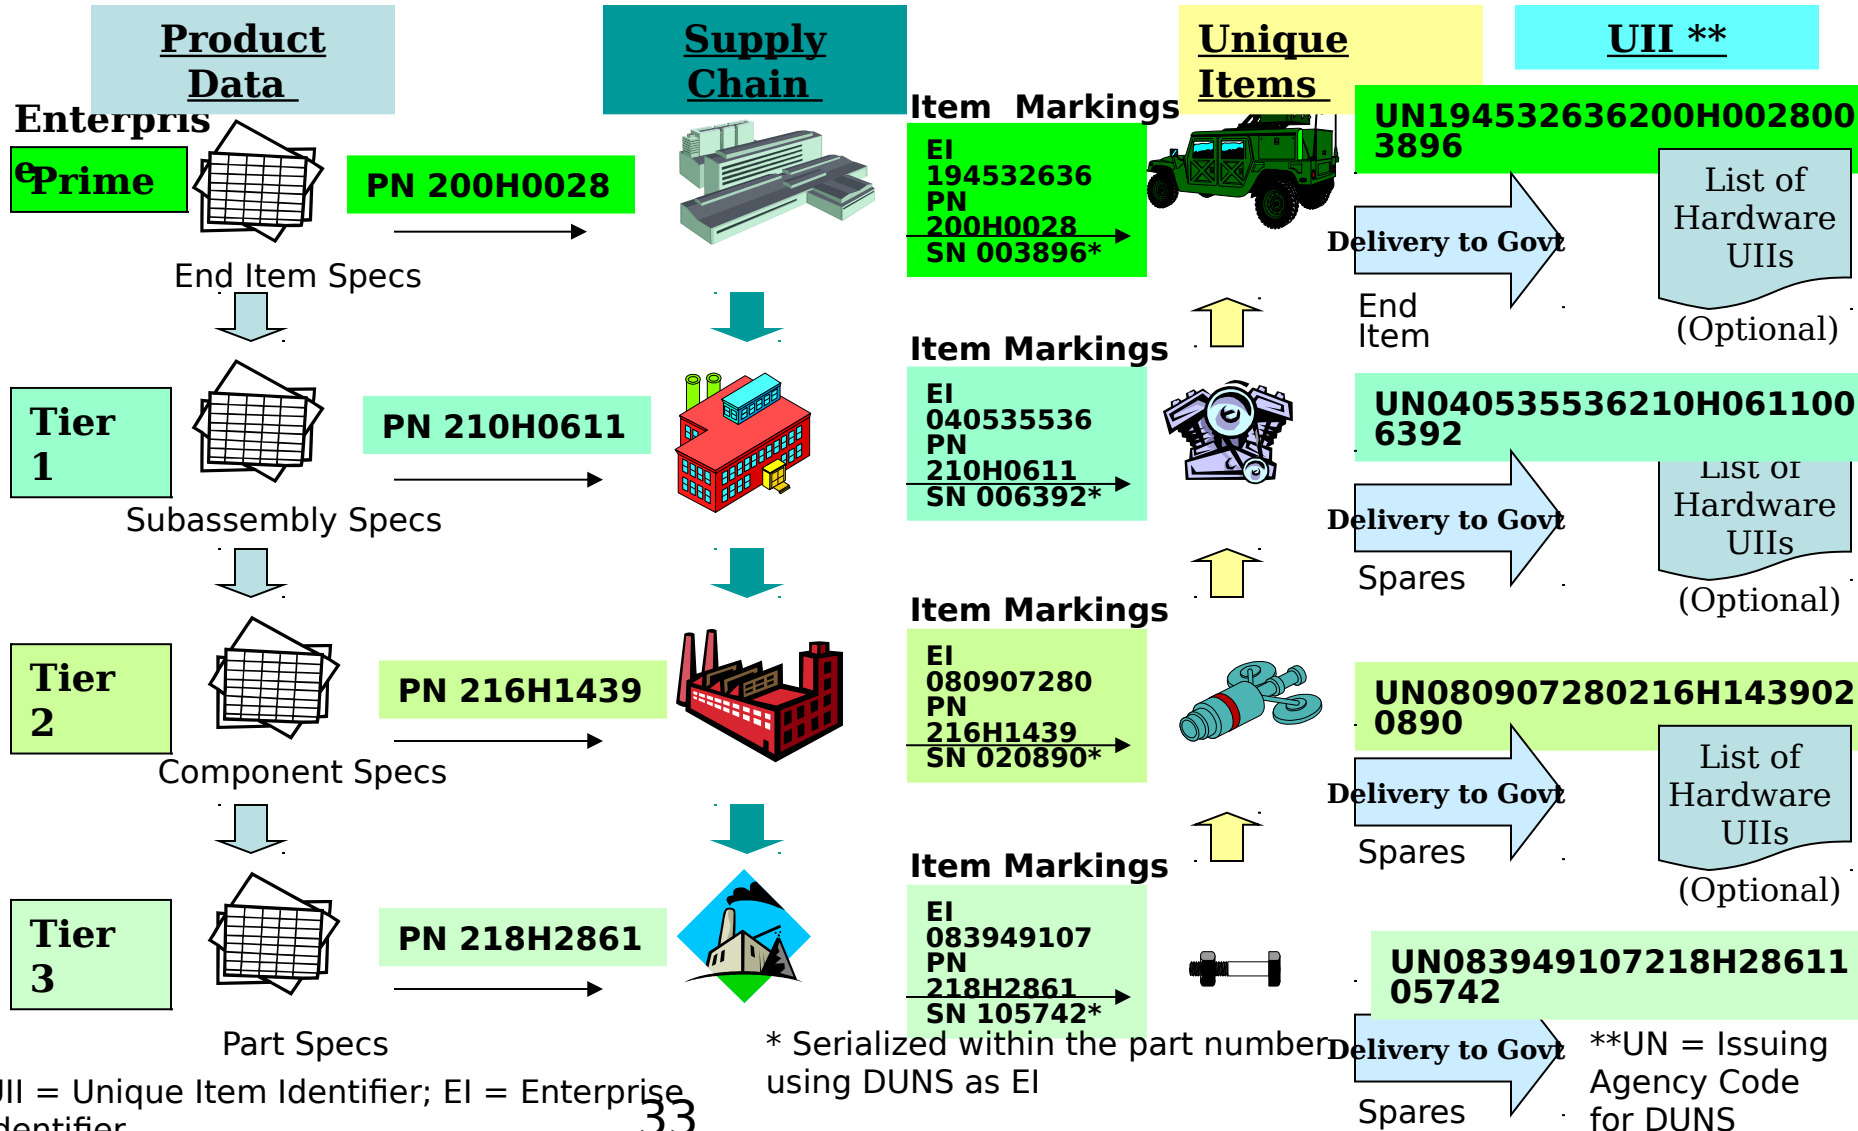 Product
Data
Supply
Chain
Unique
Items
UII **
Enterpris
e
Prime
PN 200H0028
End Item Specs
Item  Markings
EI
194532636
PN
200H0028
SN 003896*
UN194532636200H002800
3896
Delivery to Govt
End
Item
List of
Hardware
UIIs
(Optional)
Tier
1
PN 210H0611
Subassembly Specs
Item Markings
EI
040535536
PN
210H0611
SN 006392*
UN040535536210H061100
6392
Delivery to Govt
Spares
List of
Hardware
UIIs
(Optional)
Tier
2
PN 216H1439
Component Specs
Item Markings
EI
080907280
PN
216H1439
SN 020890*
UN080907280216H143902
0890
Delivery to Govt
Spares
List of
Hardware
UIIs
(Optional)
Tier
3
PN 218H2861
Part Specs
Item Markings
EI
083949107
PN
218H2861
SN 105742*
UN083949107218H28611
05742
Delivery to Govt
Spares
* Serialized within the part number
using DUNS as EI
**UN = Issuing
Agency Code
for DUNS
UII = Unique Item Identifier; EI = Enterprise
Identifier
33